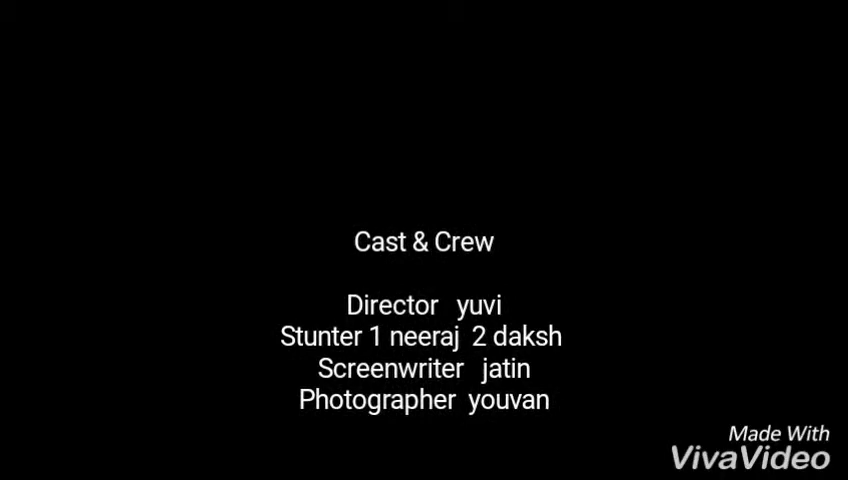 Cast & Crew
Director yuvi
Stunter 1 neeraj 2 daksh
Screenwriter jatin
Photographer youvan
Made With
VivaVideo